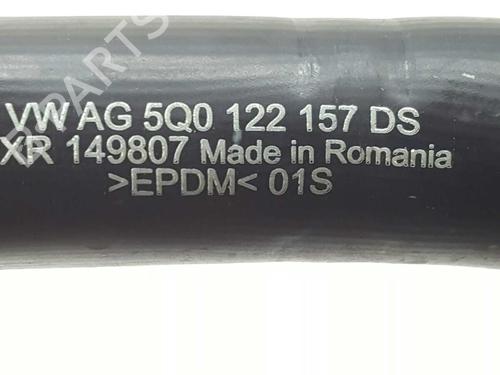 VW AG 5Q0 122 157 DS
XR 149807 Made in Romania
>EPDM< 01S